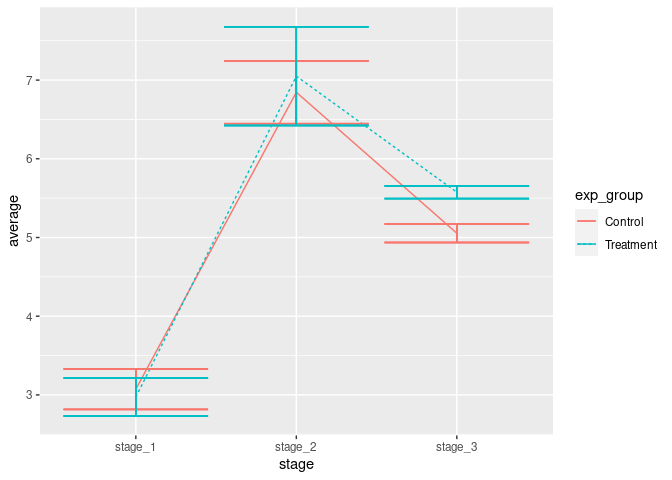 average
7
6
5
4
3
stage_1 stage_2 stage_3
stage
exp_group
Control
Treatment